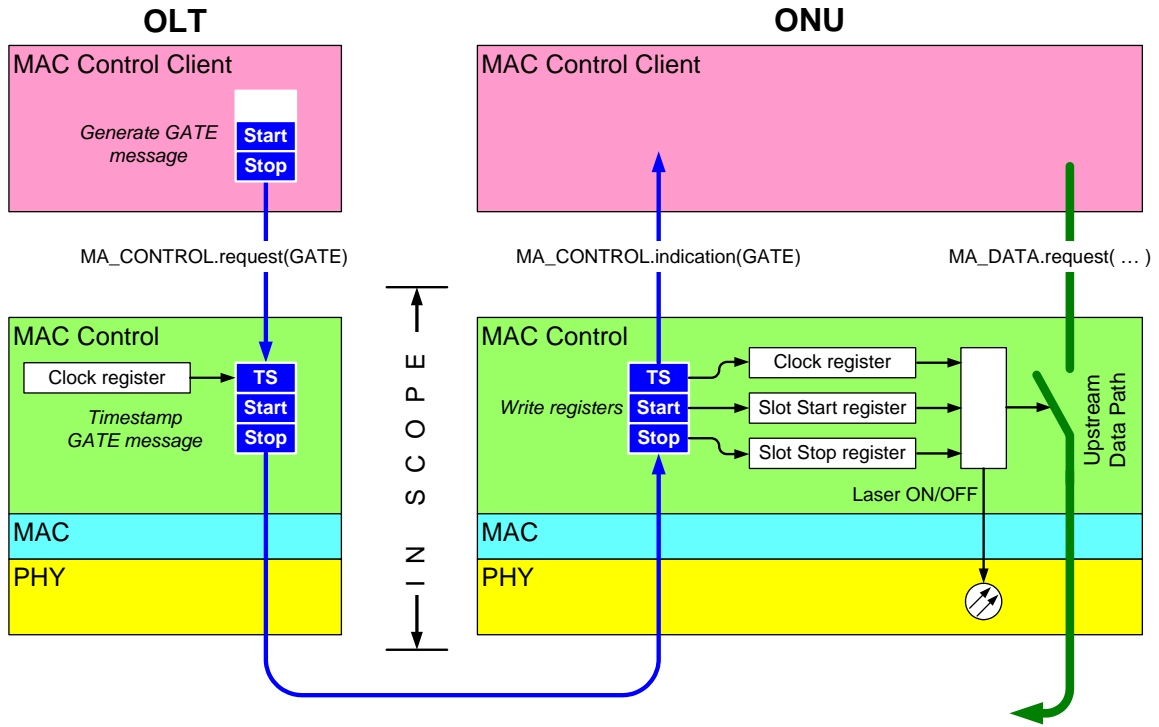 OLT
ONU
MAC Control Client
Generate GATE
message
Start
Stop
MAC Control Client
MA_CONTROL.request(GATE)
MA_CONTROL.indication(GATE)
MA_DATA.request( … )
IN SCOPE
MAC Control
Clock register
TS
Start
Stop
Timestamp
GATE message
MAC
PHY
MAC Control
Write registers
TS
Start
Stop
Clock register
Slot Start register
Slot Stop register
Laser ON/OFF
Upstream
Data Path
MAC
PHY